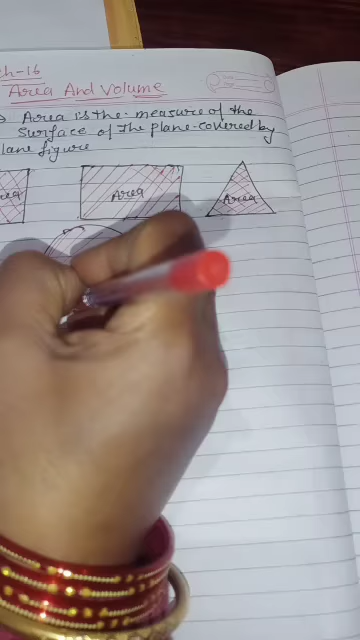 ch-16
Area And Volume
Area is the measure of the
surface of the plane covered by
plane figure
Area
Area